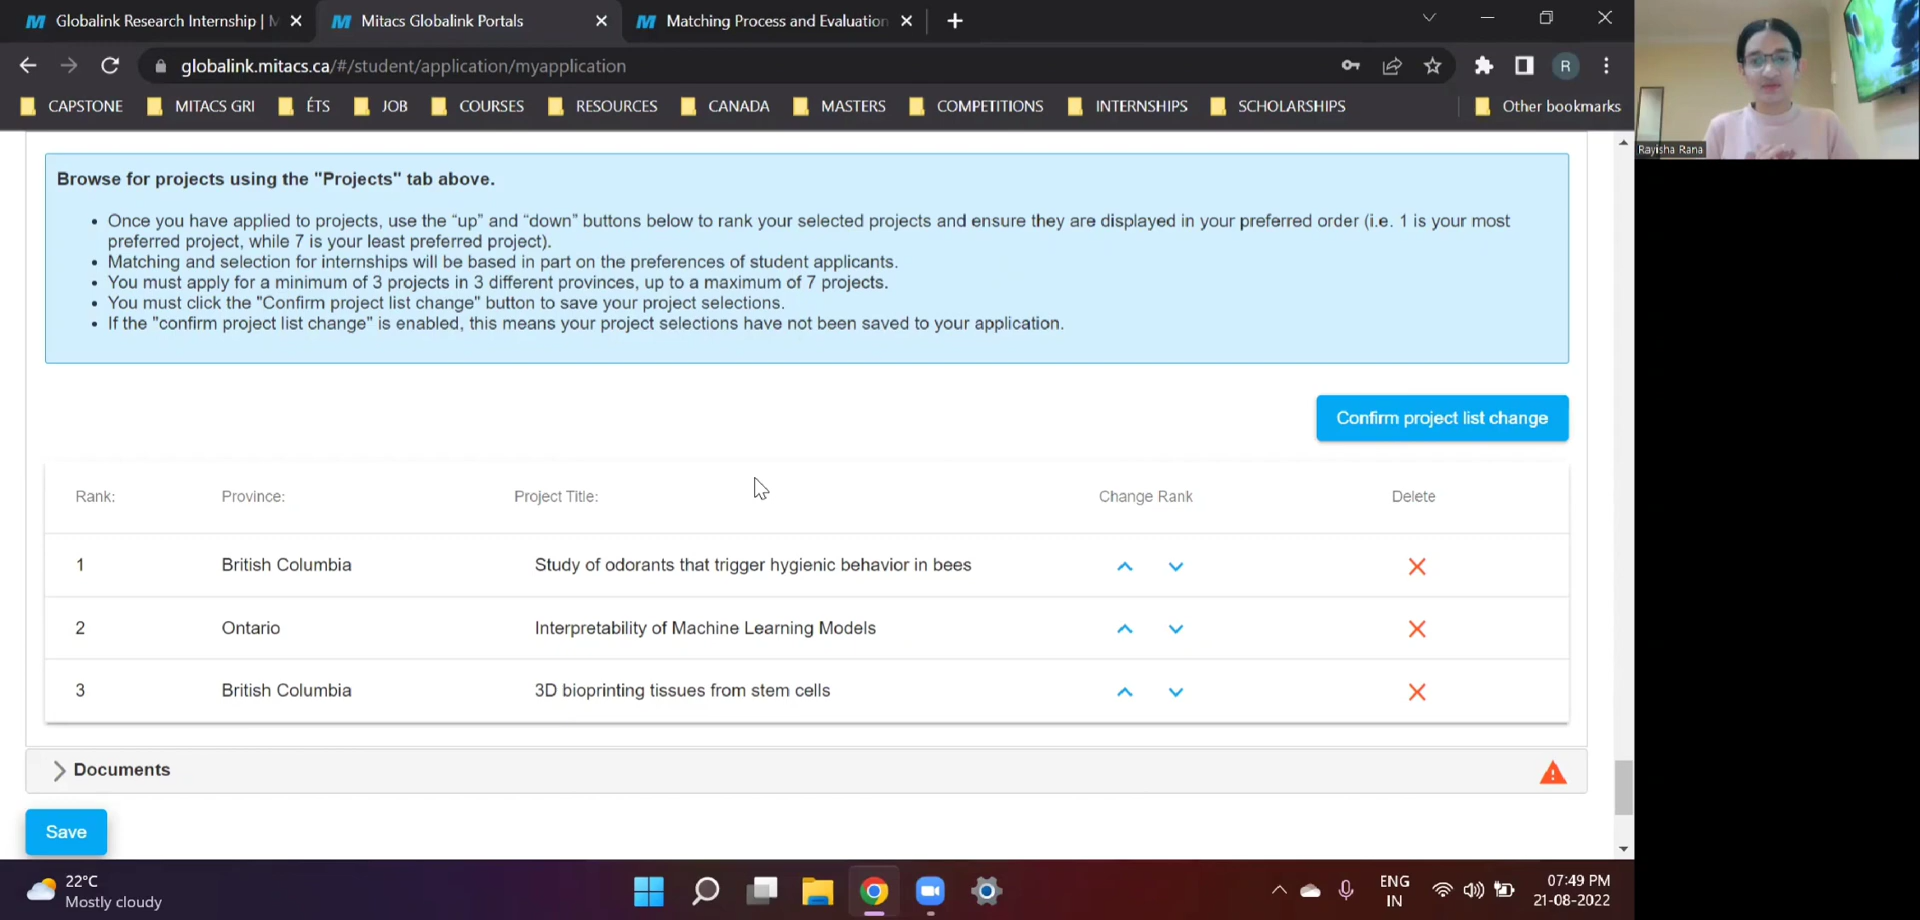 Globalink Research Internship | M
Mitacs Globalink Portals
Matching Process and Evaluation
globalink.mitacs.ca/#/student/application/myapplication
R
CAPSTONE
MITACS GRI
ÉTS
JOB
COURSES
RESOURCES
CANADA
MASTERS
COMPETITIONS
INTERNSHIPS
SCHOLARSHIPS
Other bookmarks
Rayisha Rana
Browse for projects using the "Projects" tab above.
• Once you have applied to projects, use the “up” and “down” buttons below to rank your selected projects and ensure they are displayed in your preferred order (i.e. 1 is your most
preferred project, while 7 is your least preferred project).
• Matching and selection for internships will be based in part on the preferences of student applicants.
• You must apply for a minimum of 3 projects in 3 different provinces, up to a maximum of 7 projects.
• You must click the "Confirm project list change" button to save your project selections.
• If the "confirm project list change" is enabled, this means your project selections have not been saved to your application.
Confirm project list change
Rank: Province: Project Title: Change Rank Delete
1 British Columbia Study of odorants that trigger hygienic behavior in bees
2 Ontario Interpretability of Machine Learning Models
3 British Columbia 3D bioprinting tissues from stem cells
Documents
Save
22°C
Mostly cloudy
ENG
IN
07:49 PM
21-08-2022